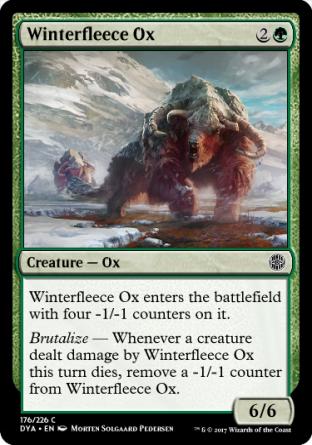 Winterfleece Ox 2
Creature — Ox
Winterfleece Ox enters the battlefield
with four -1/-1 counters on it.
Brutalize — Whenever a creature
dealt damage by Winterfleece Ox
this turn dies, remove a -1/-1 counter
from Winterfleece Ox.
6/6
176/226 C
DYA • EN Morten Solgaard Pedersen
™ & © 2017 Wizards of the Coast